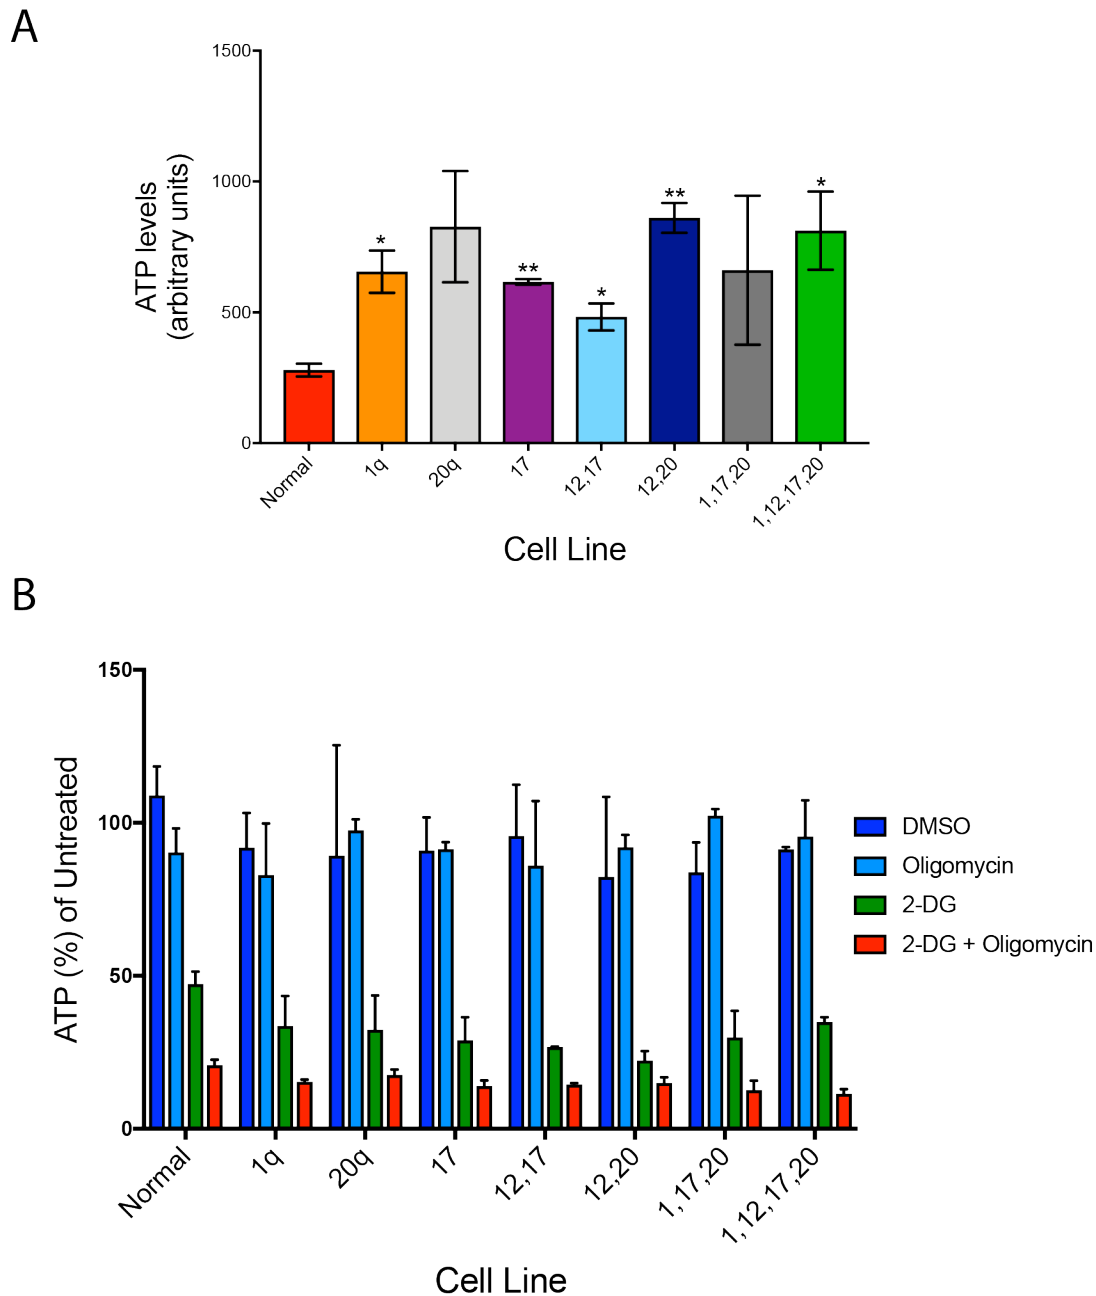 A
1500
1000
500
0
ATP levels
(arbitrary units)
*
**
*
**
*
Normal
1q
20q
17
12,17
12,20
1,17,20
1,12,17,20
Cell Line
B
150
100
50
0
ATP (%) of Untreated
DMSO
Oligomycin
2-DG
2-DG + Oligomycin
Normal
1q
20q
17
12,17
12,20
1,17,20
1,12,17,20
Cell Line